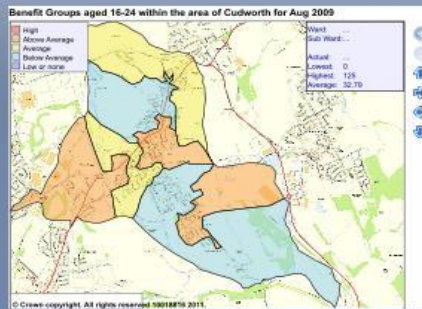 Benefit Groups aged 16-24 within the area of Cudworth for Aug 2009
High
Above Average
Average
Below Average
Low or none
Ward: ...
Sub Ward: ...
Actual: ...
Lowest: 0
Highest: 125
Average: 32.79
© Crown copyright. All rights reserved 10018816 2011.